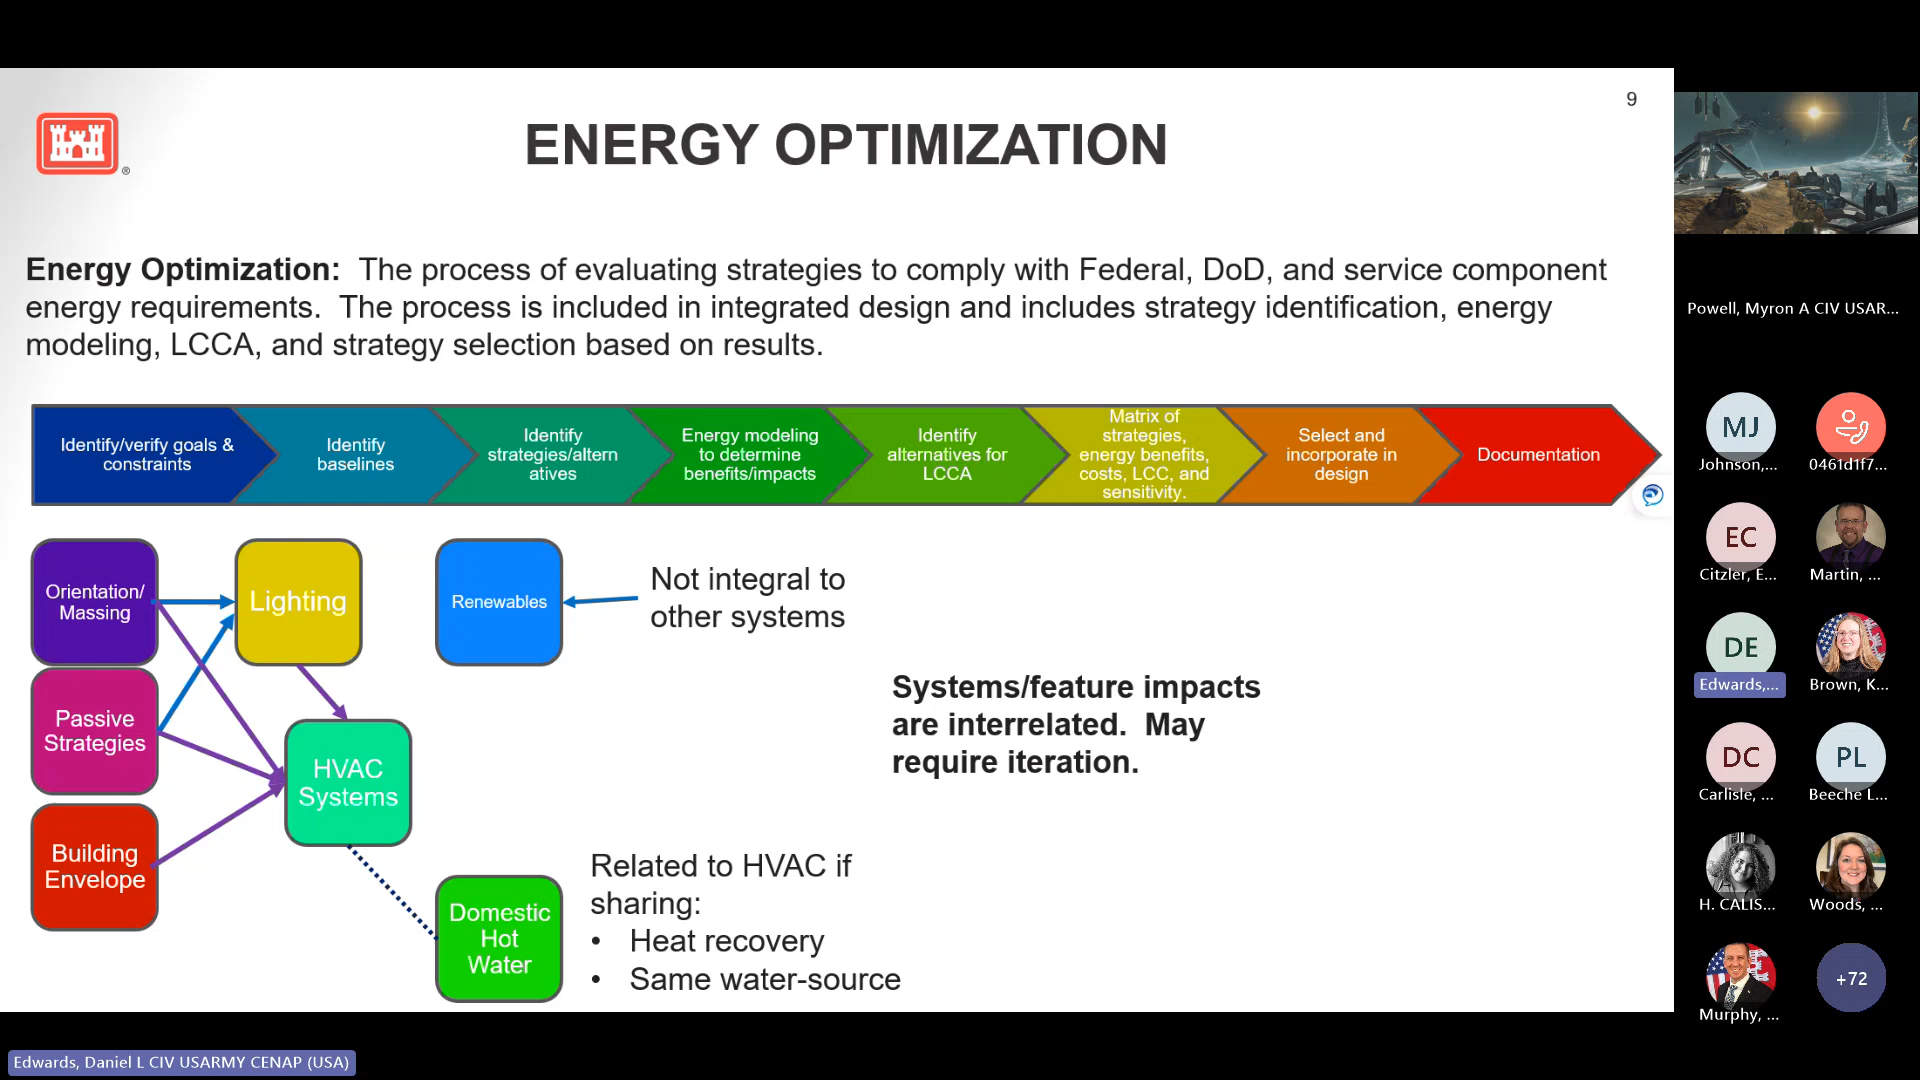 9
ENERGY OPTIMIZATION
®
Energy Optimization:  The process of evaluating strategies to comply with Federal, DoD, and service component
energy requirements.  The process is included in integrated design and includes strategy identification, energy
modeling, LCCA, and strategy selection based on results.
Identify/verify goals &
constraints
Identify
baselines
Identify
strategies/altern
atives
Energy modeling
to determine
benefits/impacts
Identify
alternatives for
LCCA
Matrix of
strategies,
energy benefits,
costs, LCC, and
sensitivity.
Select and
incorporate in
design
Documentation
Orientation/
Massing
Lighting
Renewables
Not integral to
other systems
Passive
Strategies
HVAC
Systems
Systems/feature impacts
are interrelated.  May
require iteration.
Building
Envelope
Domestic
Hot
Water
Related to HVAC if
sharing:
• Heat recovery
• Same water-source
Powell, Myron A CIV USAR...
MJ
Johnson,...
0461d1f7...
EC
Citzler, E...
Martin, ...
DE
Edwards,...
Brown, K...
DC
Carlisle, ...
PL
Beeche L...
H. CALIS...
Woods, ...
Murphy, ...
+72
Edwards, Daniel L CIV USARMY CENAP (USA)